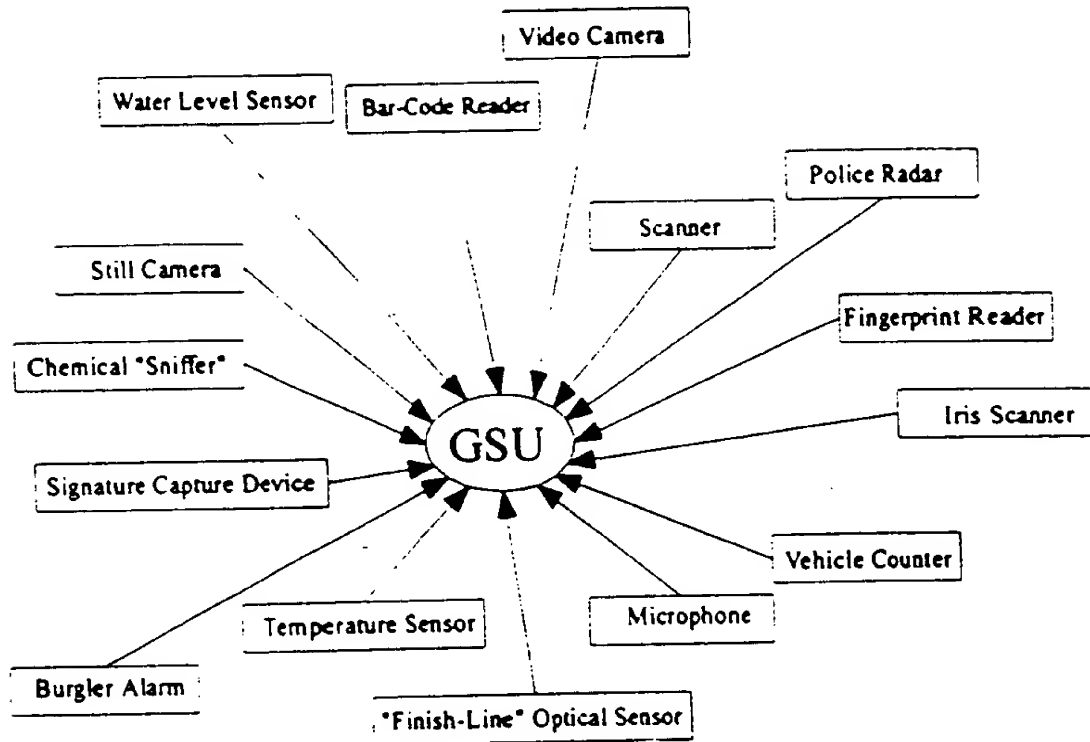 Video Camera
Water Level Sensor
Bar-Code Reader
Police Radar
Scanner
Still Camera
Fingerprint Reader
Chemical "Sniffer"
Iris Scanner
GSU
Signature Capture Device
Vehicle Counter
Temperature Sensor
Microphone
Burgler Alarm
"Finish-Line" Optical Sensor